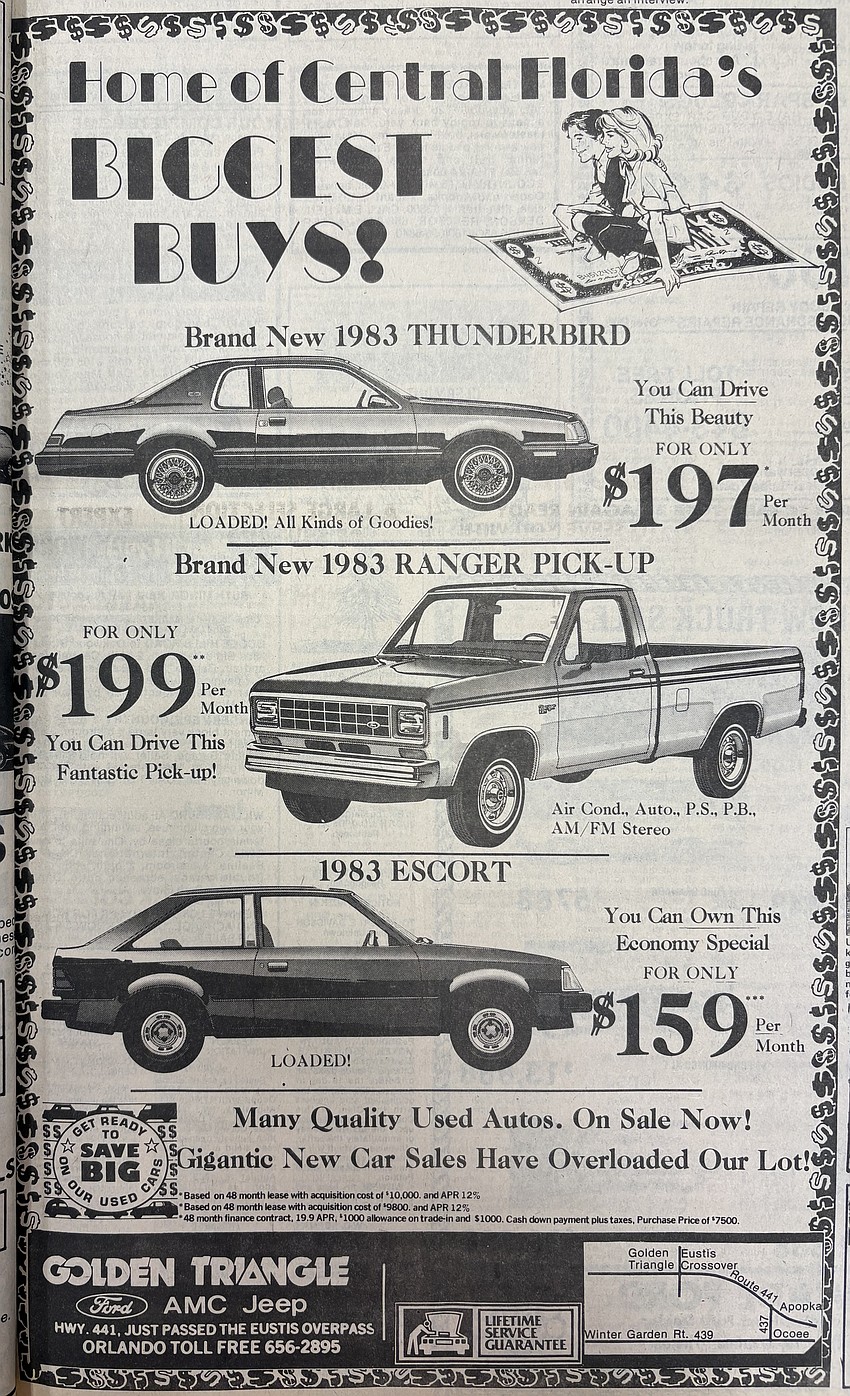 arrange an interview.
Home of Central Florida's
BIGGEST
BUYS!
Brand New 1983 THUNDERBIRD
You Can Drive
This Beauty
FOR ONLY
$197* Per Month
LOADED! All Kinds of Goodies!
Brand New 1983 RANGER PICK-UP
FOR ONLY
$199** Per Month
You Can Drive This
Fantastic Pick-up!
Air Cond., Auto., P.S., P.B.,
AM/FM Stereo
1983 ESCORT
You Can Own This
Economy Special
FOR ONLY
$159*** Per Month
LOADED!
Many Quality Used Autos. On Sale Now!
Gigantic New Car Sales Have Overloaded Our Lot!
GET READY
TO
SAVE
BIG
ON OUR USED CARS
*Based on 48 month lease with acquisition cost of $10,000. and APR 12%
*Based on 48 month lease with acquisition cost of $9800. and APR 12%
*48 month finance contract, 19.9 APR, $1000 allowance on trade-in and $1000. Cash down payment plus taxes, Purchase Price of $7500.
GOLDEN TRIANGLE
Ford AMC Jeep
HWY. 441, JUST PASSED THE EUSTIS OVERPASS
ORLANDO TOLL FREE 656-2895
LIFETIME
SERVICE
GUARANTEE
Golden Triangle
Eustis Crossover
Route 441
Apopka
437
Ocoee
Winter Garden Rt. 439